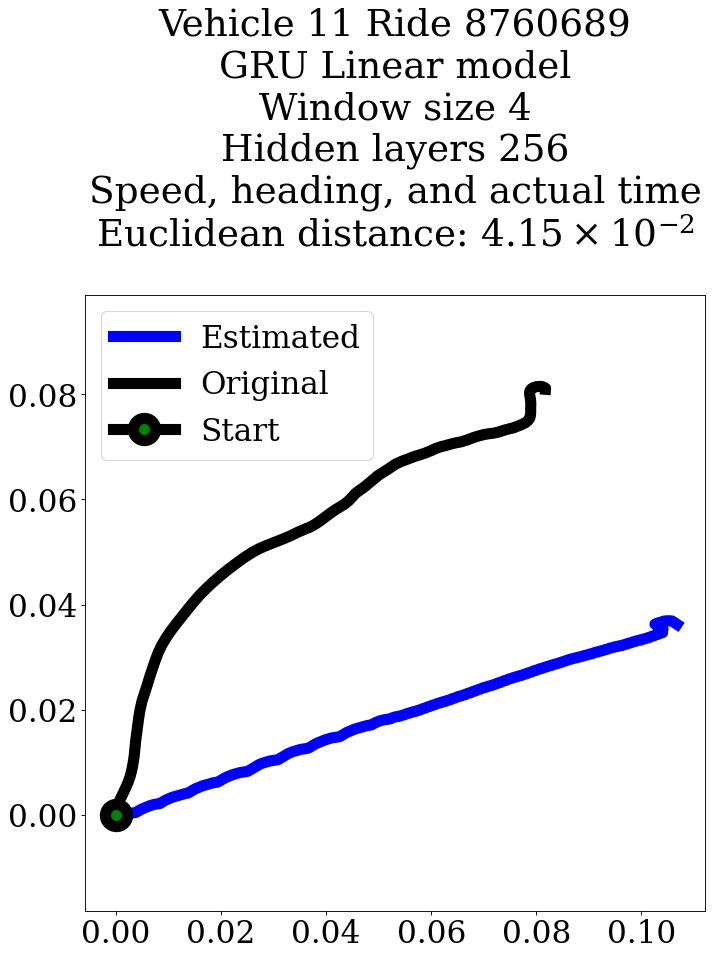 Vehicle 11 Ride 8760689
GRU Linear model
Window size 4
Hidden layers 256
Speed, heading, and actual time
Euclidean distance: 4.15 × 10⁻²
Estimated
Original
Start
0.08
0.06
0.04
0.02
0.00
0.00 0.02 0.04 0.06 0.08 0.10